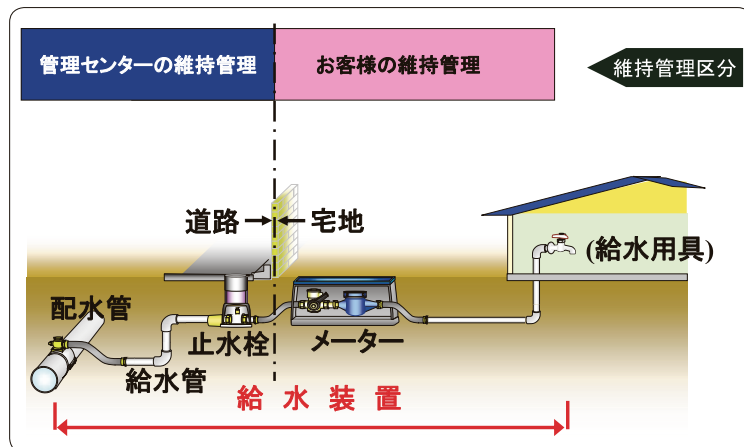 管理センターの維持管理
お客様の維持管理
維持管理区分
道路
宅地
(給水用具)
配水管
止水栓
メーター
給水管
給水装置